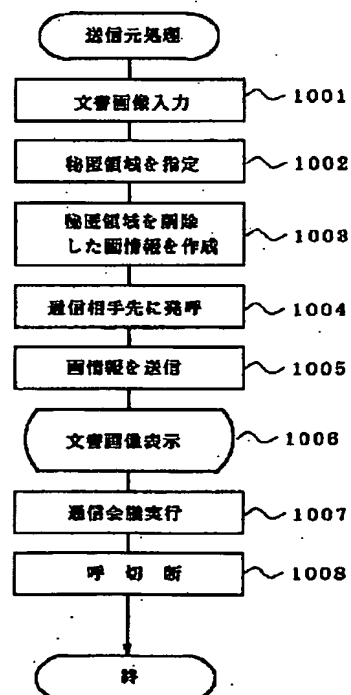 送信元処理
文書画像入力 1001
秘匿領域を指定 1002
秘匿領域を削除
した画情報を作成 1003
通信相手先に発呼 1004
画情報を送信 1005
文書画像表示 1006
通信会議実行 1007
呼切断 1008
終